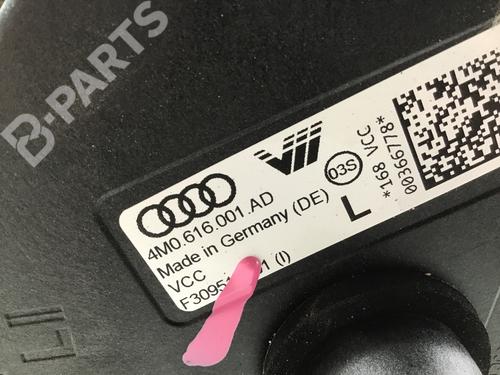 B-PARTS
03S
4M0.616.001.AD
Made in Germany (DE)
VCC
(I)
L
*168 VCC
00366778*